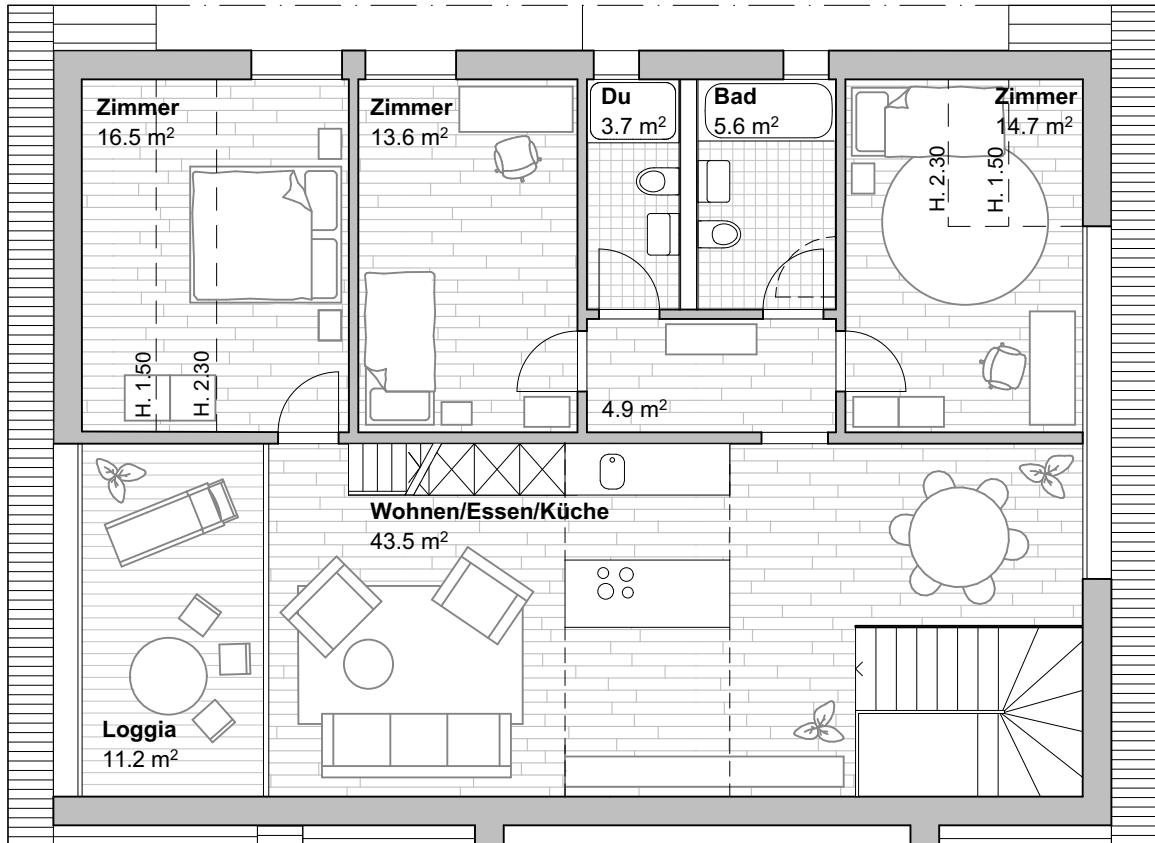 Zimmer
16.5 m²
Zimmer
13.6 m²
Du
3.7 m²
Bad
5.6 m²
Zimmer
14.7 m²
H. 2.30
H. 1.50
H. 1.50
H. 2.30
4.9 m²
Wohnen/Essen/Küche
43.5 m²
Loggia
11.2 m²